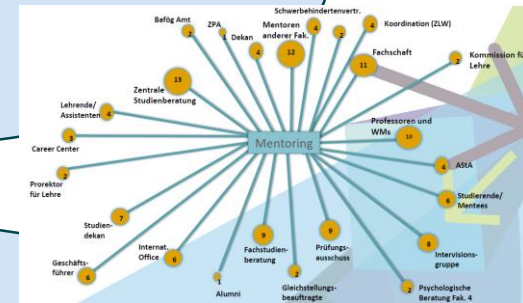 Schwerbehindertenvertr.
4
Bafög Amt
2
ZPA
1
Dekan
4
Mentoren
anderer Fak.
12
2
4
Koordination (ZLW)
Fachschaft
11
Kommission für
Lehre
2
Zentrale
Studienberatung
13
Lehrende/
Assistenten
4
Career Center
3
Prorektor
für Lehre
2
Mentoring
Professoren und
WMs
10
AStA
4
Studierende/
Mentees
6
Studien-
dekan
7
Geschäfts-
führer
6
Internat.
Office
6
Alumni
1
Fachstudien-
beratung
9
Gleichstellungs-
beauftragte
2
Prüfungs-
ausschuss
9
Intervisions-
gruppe
8
Psychologische
Beratung Fak. 4
2